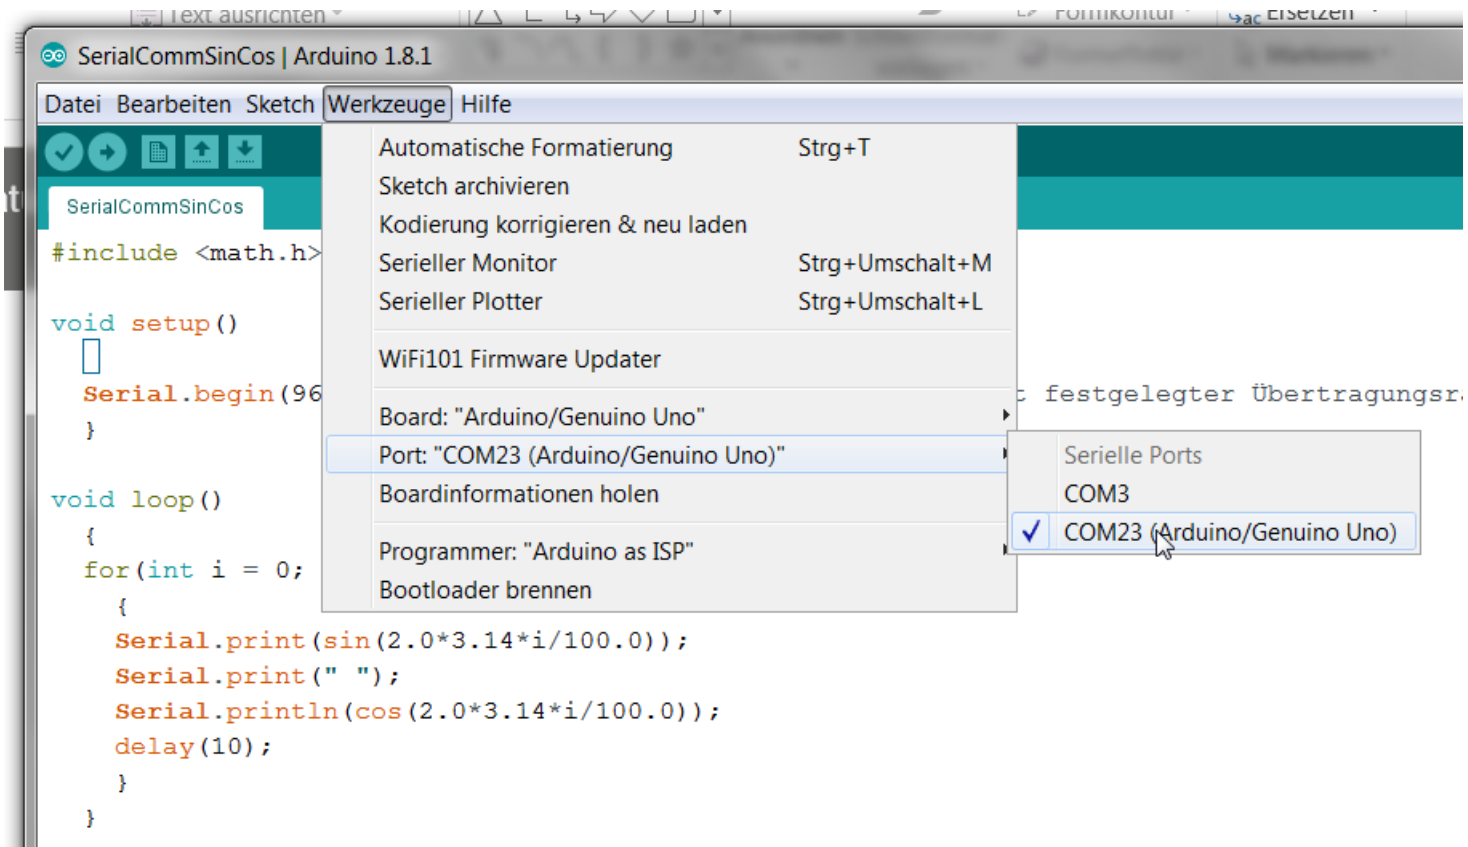 Text ausrichten
Formkontur
Ersetzen
SerialCommSinCos | Arduino 1.8.1
Markieren
Datei Bearbeiten Sketch Werkzeuge Hilfe
Automatische Formatierung Strg+T
Sketch archivieren
Kodierung korrigieren & neu laden
Serieller Monitor Strg+Umschalt+M
Serieller Plotter Strg+Umschalt+L
WiFi101 Firmware Updater
Board: "Arduino/Genuino Uno"
Port: "COM23 (Arduino/Genuino Uno)"
Boardinformationen holen
Programmer: "Arduino as ISP"
Bootloader brennen
Serielle Ports
COM3
COM23 (Arduino/Genuino Uno)
SerialCommSinCos
#include <math.h>
void setup()
Serial.begin(96
t festgelegter Übertragungsra
}
void loop()
{
for(int i = 0;
{
Serial.print(sin(2.0*3.14*i/100.0));
Serial.print(" ");
Serial.println(cos(2.0*3.14*i/100.0));
delay(10);
}
}